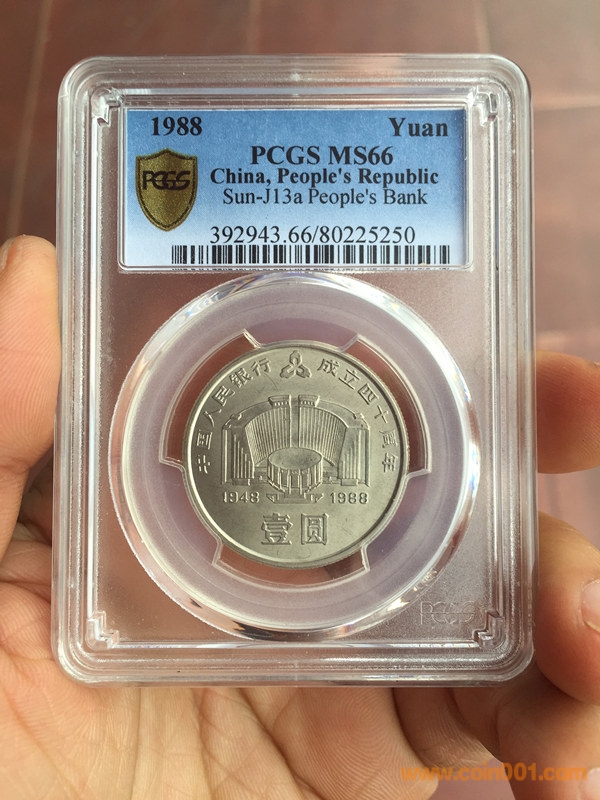 1988 Yuan
PCGS MS66
PCGS
China, People's Republic
Sun-J13a People's Bank
392943.66/80225250
中国人民银行 成立四十周年
1948 1988
壹圆
PCGS
www.coin001.com